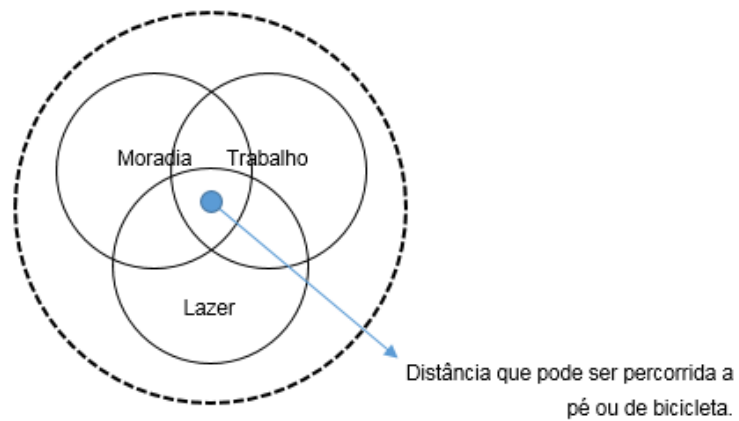 Moradia
Trabalho
Lazer
Distância que pode ser percorrida a
pé ou de bicicleta.